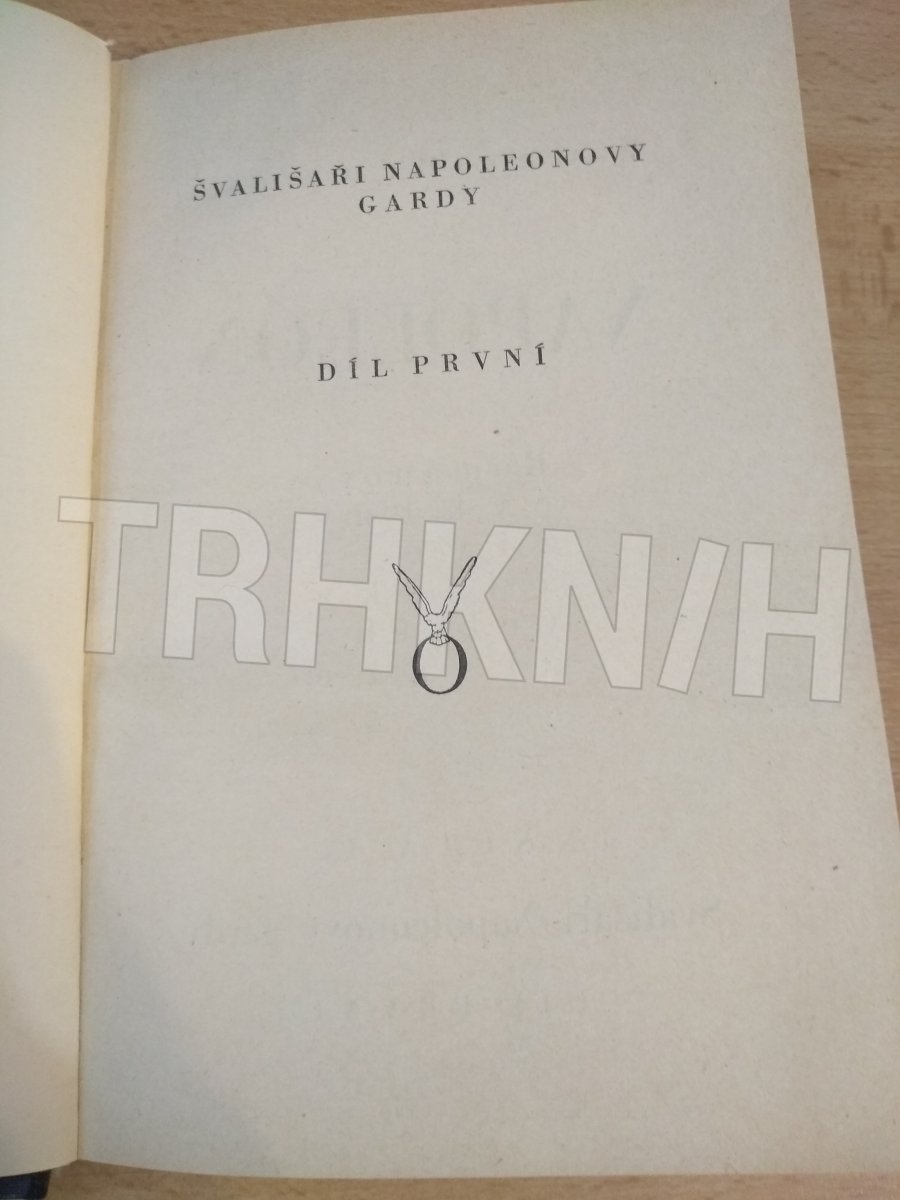 ŠVALIŠAŘI NAPOLEONOVY
GARDY
DÍL PRVNÍ
TRHKNIH
O